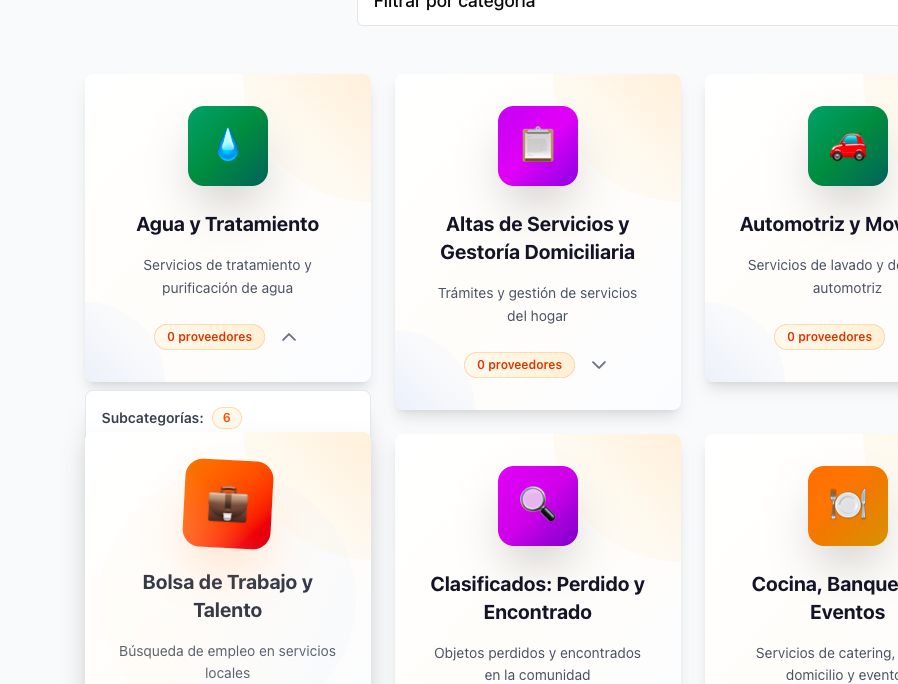 Filtrar por categoría
Agua y Tratamiento
Servicios de tratamiento y
purificación de agua
0 proveedores
Altas de Servicios y
Gestoría Domiciliaria
Trámites y gestión de servicios
del hogar
0 proveedores
Automotriz y
Servicios de lavado y
automotriz
0 proveedores
Subcategorías: 6
Bolsa de Trabajo y
Talento
Búsqueda de empleo en servicios
locales
Clasificados: Perdido y
Encontrado
Objetos perdidos y encontrados
en la comunidad
Cocina,
Eventos
Servicios de catering,
domicilio y